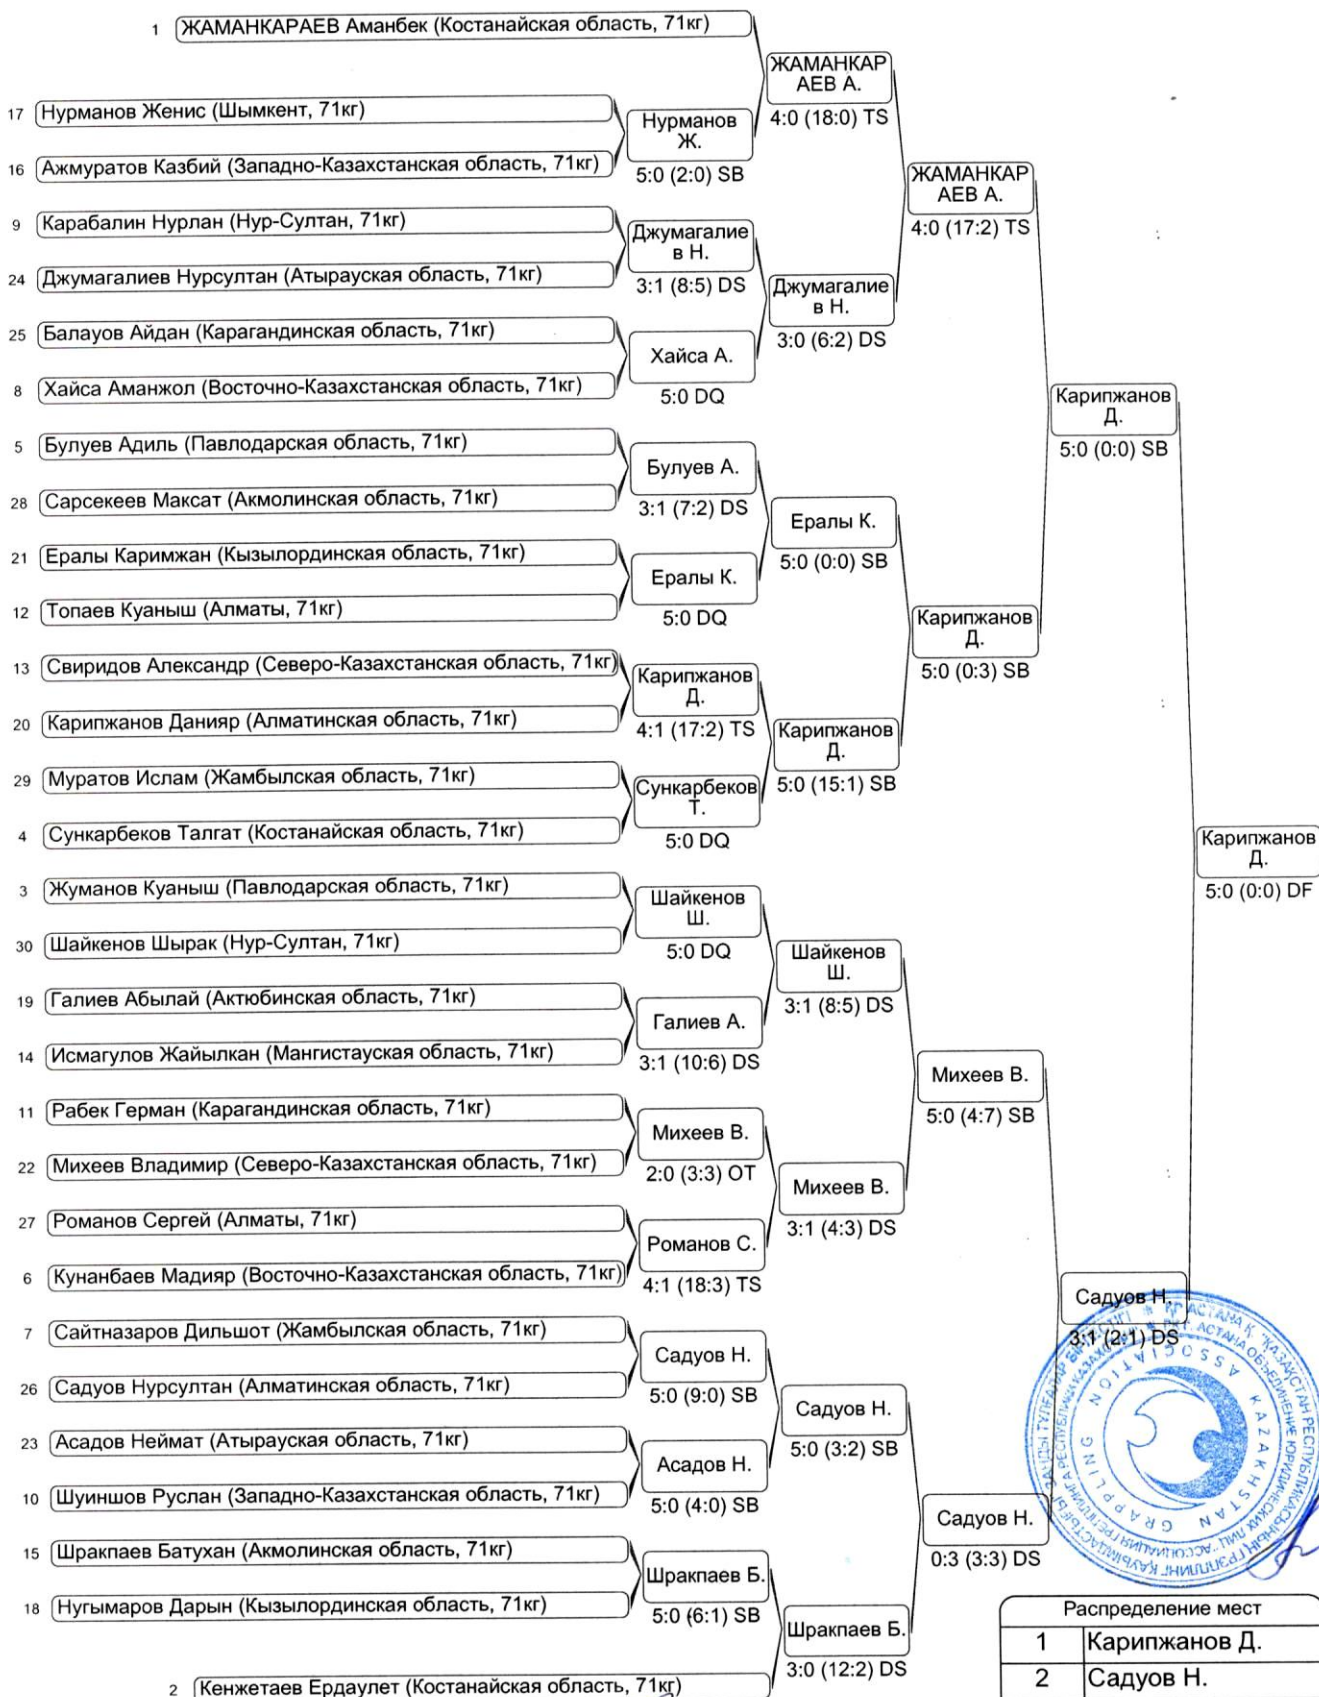 1 ЖАМАНКАРАЕВ Аманбек (Костанайская область, 71кг)
17 Нурманов Женис (Шымкент, 71кг)
16 Ажмуратов Казбий (Западно-Казахстанская область, 71кг)
9 Карабалин Нурлан (Нур-Султан, 71кг)
24 Джумагалиев Нурсултан (Атырауская область, 71кг)
25 Балауов Айдан (Карагандинская область, 71кг)
8 Хайса Аманжол (Восточно-Казахстанская область, 71кг)
5 Булуев Адиль (Павлодарская область, 71кг)
28 Сарсекеев Максат (Акмолинская область, 71кг)
21 Ералы Каримжан (Кызылординская область, 71кг)
12 Топаев Куаныш (Алматы, 71кг)
13 Свиридов Александр (Северо-Казахстанская область, 71кг)
20 Карипжанов Данияр (Алматинская область, 71кг)
29 Муратов Ислам (Жамбылская область, 71кг)
4 Сункарбеков Талгат (Костанайская область, 71кг)
3 Жуманов Куаныш (Павлодарская область, 71кг)
30 Шайкенов Шырак (Нур-Султан, 71кг)
19 Галиев Абылай (Актюбинская область, 71кг)
14 Исмагулов Жайылкан (Мангистауская область, 71кг)
11 Рабек Герман (Карагандинская область, 71кг)
22 Михеев Владимир (Северо-Казахстанская область, 71кг)
27 Романов Сергей (Алматы, 71кг)
6 Кунанбаев Мадияр (Восточно-Казахстанская область, 71кг)
7 Сайтназаров Дильшот (Жамбылская область, 71кг)
26 Садуов Нурсултан (Алматинская область, 71кг)
23 Асадов Неймат (Атырауская область, 71кг)
10 Шуиншов Руслан (Западно-Казахстанская область, 71кг)
15 Шракпаев Батухан (Акмолинская область, 71кг)
18 Нугымаров Дарын (Кызылординская область, 71кг)
2 Кенжетаев Ердаулет (Костанайская область, 71кг)
Нурманов
Ж.
5:0 (2:0) SB
Джумагалие
в Н.
3:1 (8:5) DS
Хайса А.
5:0 DQ
Булуев А.
3:1 (7:2) DS
Ералы К.
5:0 DQ
Карипжанов
Д.
4:1 (17:2) TS
Сункарбеков
Т.
5:0 DQ
Шайкенов
Ш.
5:0 DQ
Галиев А.
3:1 (10:6) DS
Михеев В.
2:0 (3:3) OT
Романов С.
4:1 (18:3) TS
Садуов Н.
5:0 (9:0) SB
Асадов Н.
5:0 (4:0) SB
Шракпаев Б.
5:0 (6:1) SB
ЖАМАНКАР
АЕВ А.
4:0 (18:0) TS
Джумагалие
в Н.
3:0 (6:2) DS
Ералы К.
5:0 (0:0) SB
Карипжанов
Д.
5:0 (15:1) SB
Шайкенов
Ш.
3:1 (8:5) DS
Михеев В.
3:1 (4:3) DS
Садуов Н.
5:0 (3:2) SB
Шракпаев Б.
3:0 (12:2) DS
ЖАМАНКАР
АЕВ А.
4:0 (17:2) TS
Карипжанов
Д.
5:0 (0:3) SB
Михеев В.
5:0 (4:7) SB
Садуов Н.
0:3 (3:3) DS
Карипжанов
Д.
5:0 (0:0) SB
Садуов Н.
3:1 (2:1) DS
Карипжанов
Д.
5:0 (0:0) DF
KAZAKHSTAN GRAPPLING ASSOCIATION
Распределение мест
1 Карипжанов Д.
2 Садуов Н.